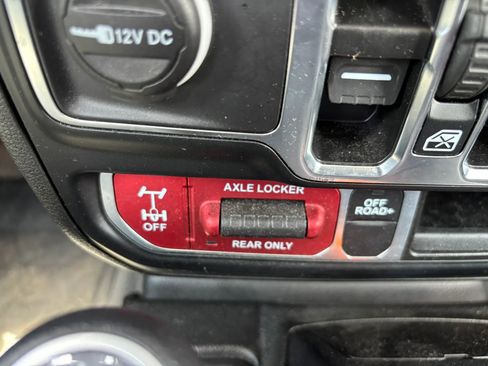 12V DC
AXLE LOCKER
OFF
REAR ONLY
OFF
ROAD+